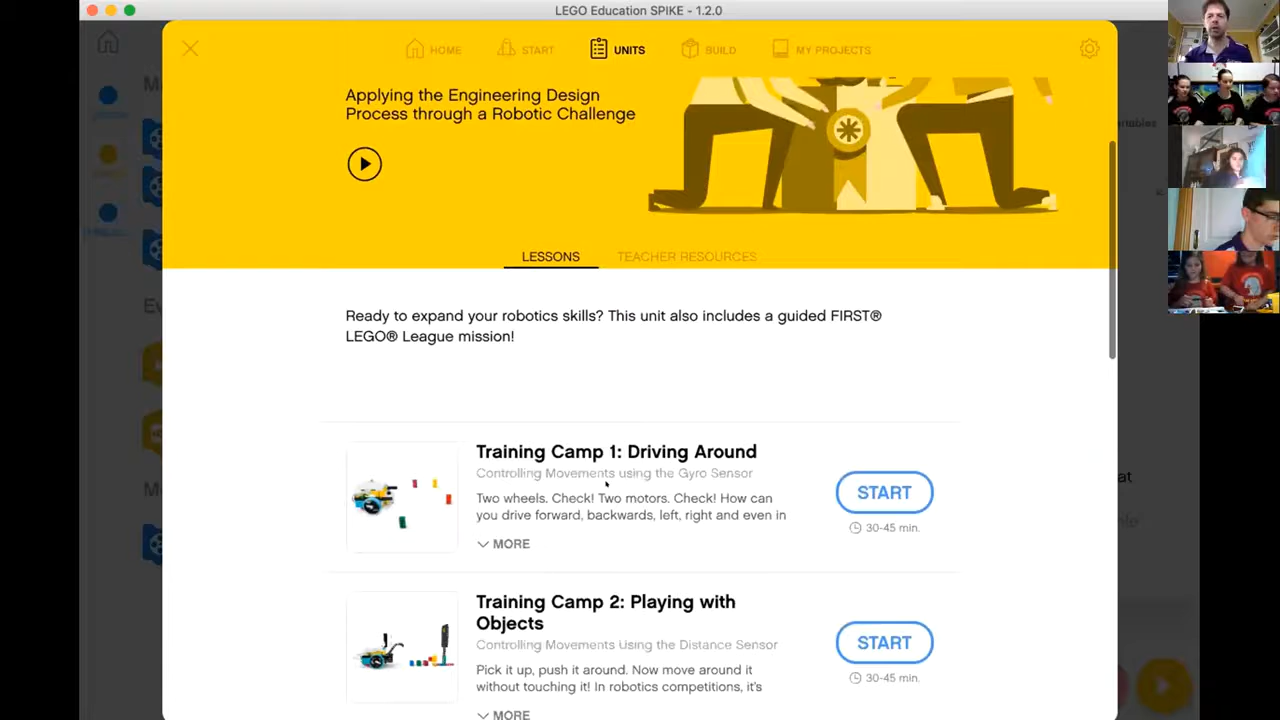 LEGO Education SPIKE - 1.2.0
HOME START UNITS BUILD MY PROJECTS
Applying the Engineering Design
Process through a Robotic Challenge
LESSONS TEACHER RESOURCES
Ready to expand your robotics skills? This unit also includes a guided FIRST®
LEGO® League mission!
Training Camp 1: Driving Around
Controlling Movements using the Gyro Sensor
Two wheels. Check! Two motors. Check! How can
you drive forward, backwards, left, right and even in
MORE
START
30-45 min.
Training Camp 2: Playing with
Objects
Controlling Movements Using the Distance Sensor
Pick it up, push it around. Now move around it
without touching it! In robotics competitions, it's
MORE
START
30-45 min.